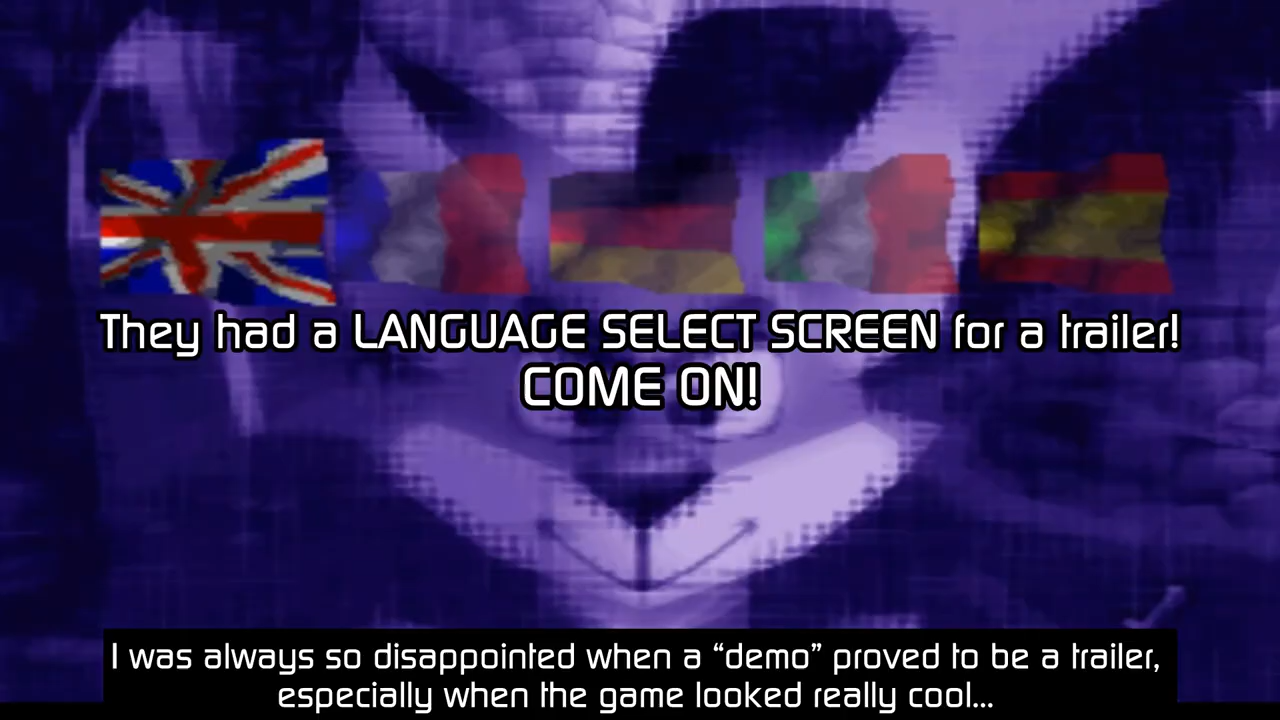 They had a LANGUAGE SELECT SCREEN for a trailer!
COME ON!
I was always so disappointed when a “demo” proved to be a trailer,
especially when the game looked really cool...